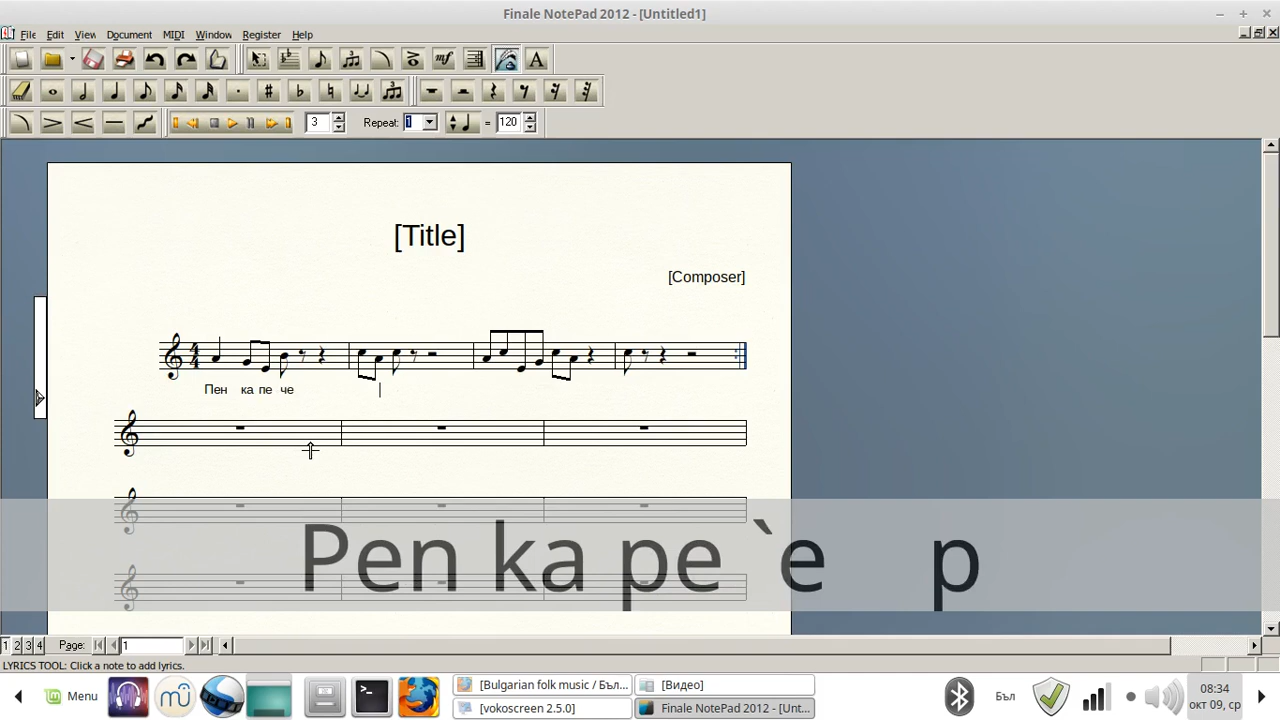 Finale NotePad 2012 - [Untitled1]
File Edit View Document MIDI Window Register Help
3 Repeat: 1 = 120
[Title]
[Composer]
Пен ка пе че
Pen ka pe `e p
1 2 3 4 Page: 1
LYRICS TOOL: Click a note to add lyrics.
Menu
[Bulgarian folk music / Бъл...
[Видео]
[vokoscreen 2.5.0]
Finale NotePad 2012 - [Unt...
Бъл
08:34
окт 09, ср